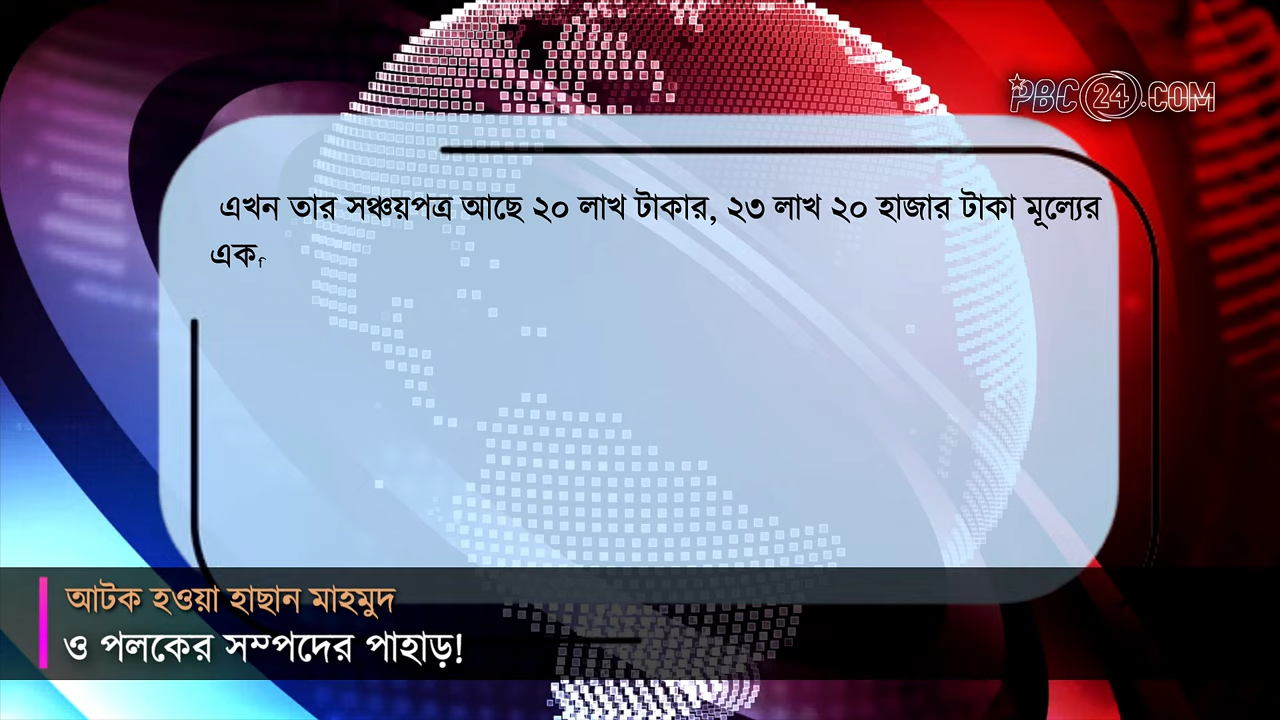 PBC24.COM
এখন তার সঞ্চয়পত্র আছে ২০ লাখ টাকার, ২৩ লাখ ২০ হাজার টাকা মূল্যের
এক
আটক হওয়া হাছান মাহমুদ
ও পলকের সম্পদের পাহাড়!